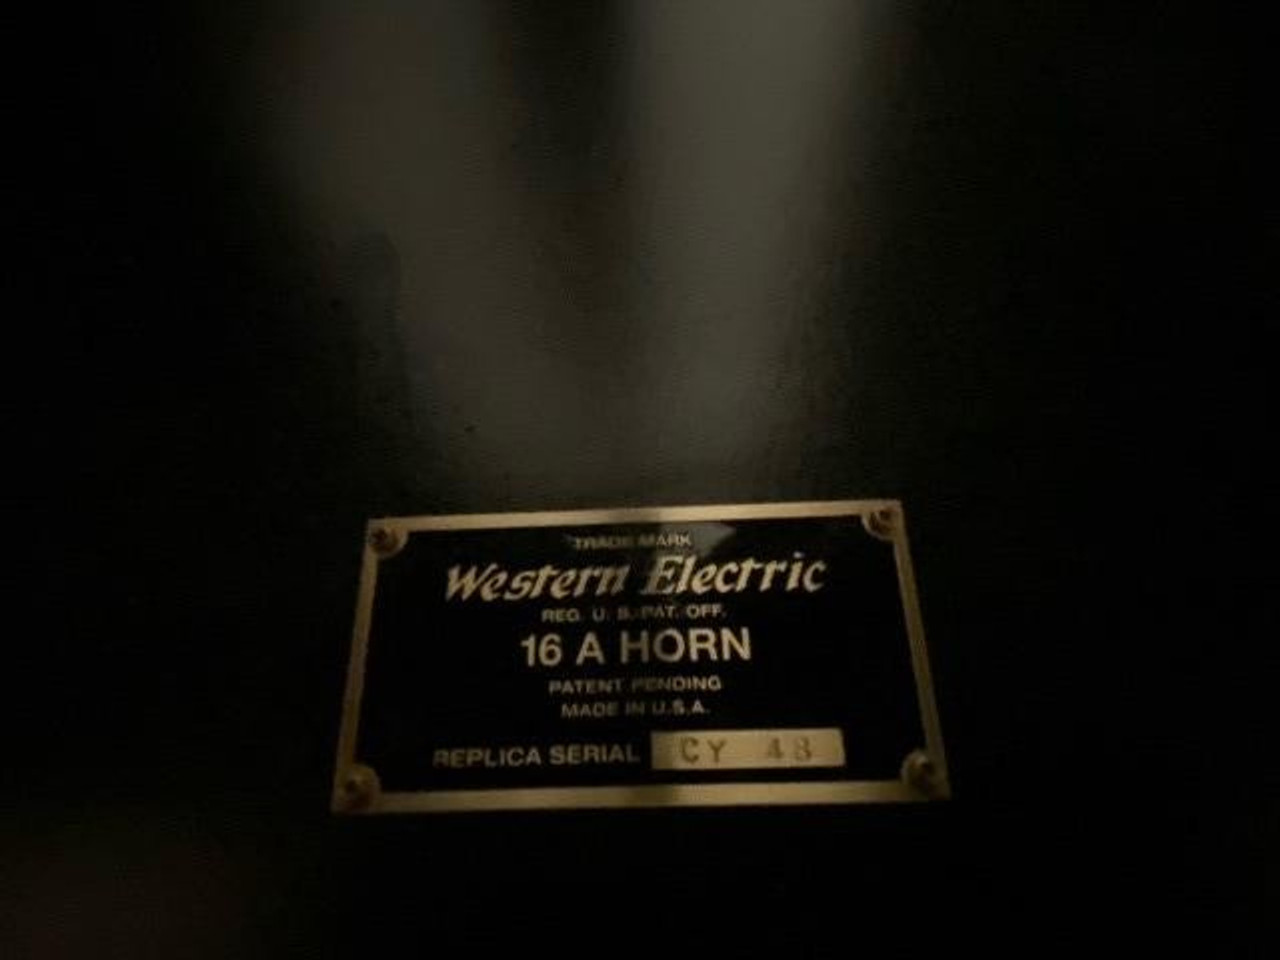 TRADE MARK
Western Electric
REG. U. S. PAT. OFF.
16 A HORN
PATENT PENDING
MADE IN U.S.A.
REPLICA SERIAL CY 48